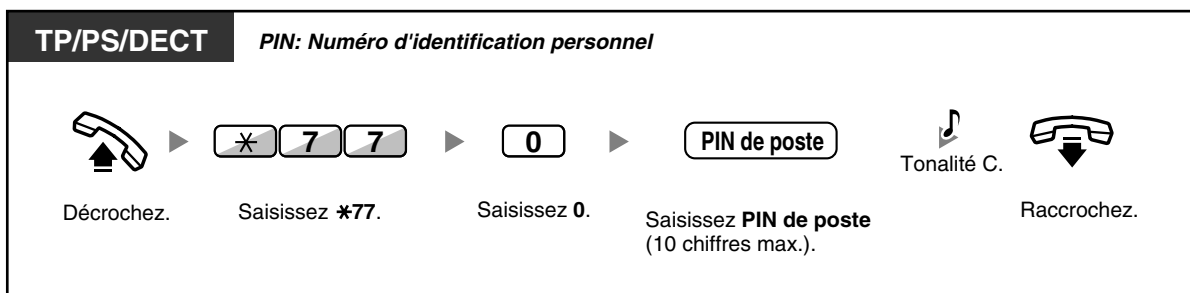 TP/PS/DECT
PIN: Numéro d'identification personnel
* 7 7
0
PIN de poste
Tonalité C.
Décrochez.
Saisissez *77.
Saisissez 0.
Saisissez PIN de poste
(10 chiffres max.).
Raccrochez.